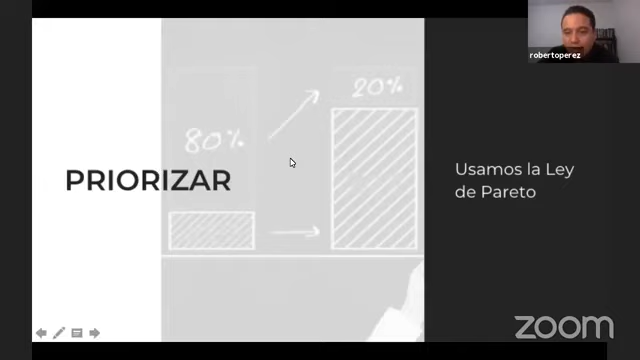 robertoperez
20%
80%
PRIORIZAR
Usamos la Ley
de Pareto
zoom